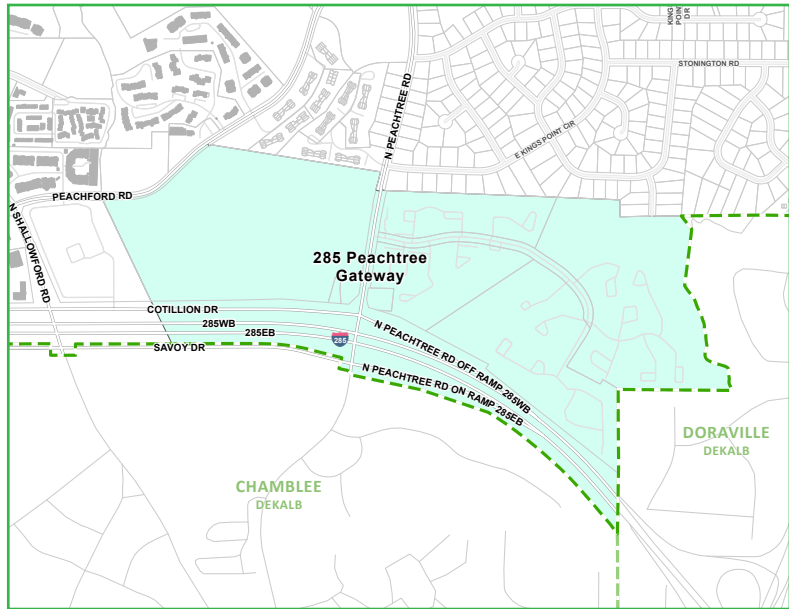 KINGS
POINT
DR
STONINGTON RD
N PEACHTREE RD
E KINGS POINT CIR
PEACHFORD RD
N SHALLOWFORD RD
285 Peachtree
Gateway
COTILLION DR
285WB
285EB
285
SAVOY DR
N PEACHTREE RD OFF RAMP 285WB
N PEACHTREE RD ON RAMP 285EB
DORAVILLE
DEKALB
CHAMBLEE
DEKALB